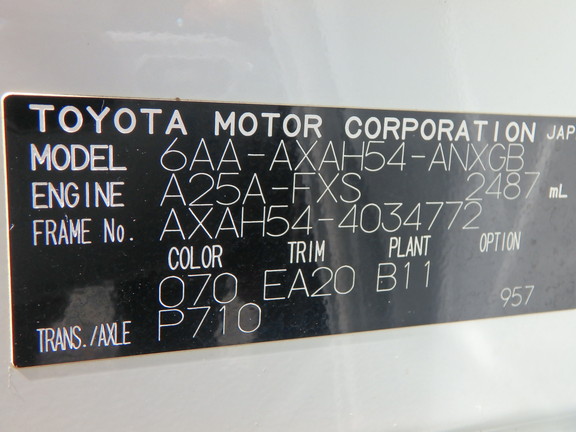 TOYOTA MOTOR CORPORATION JAP
MODEL 6AA-AXAH54-ANXGB
ENGINE A25A-FXS 2487 mL
FRAME No. AXAH54-4034772
COLOR TRIM PLANT OPTION
070 EA20 B11
957
TRANS./AXLE P710